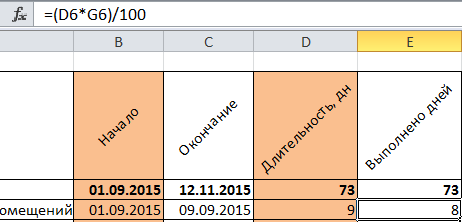 fx =(D6*G6)/100
B C D E
Начало Окончание Длительность, дн Выполнено дней
01.09.2015 12.11.2015 73 73
омещений 01.09.2015 09.09.2015 9 8